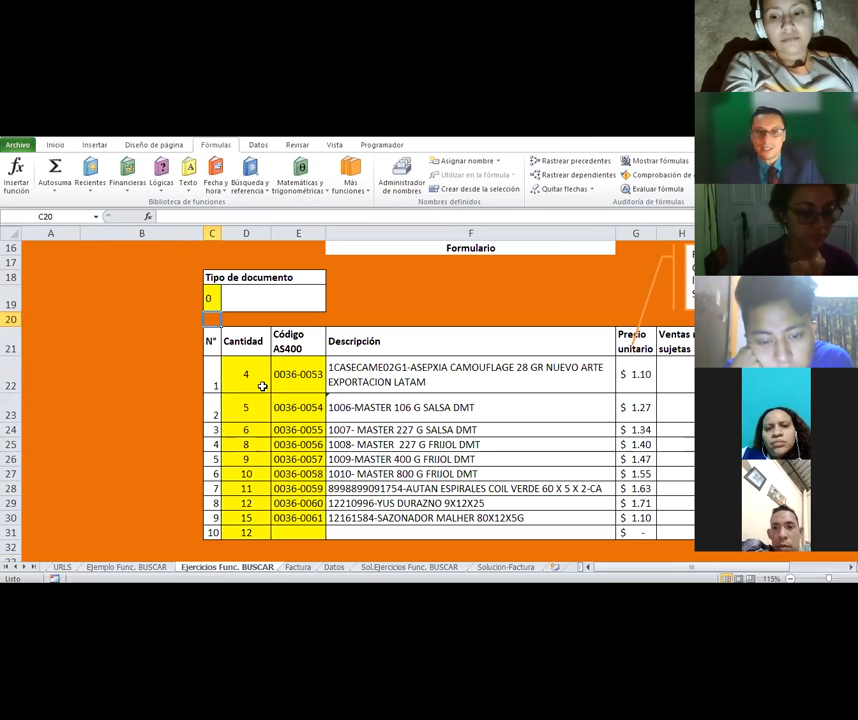 Archivo Inicio Insertar Diseño de página Fórmulas Datos Revisar Vista Programador
Insertar función
Autosuma
Recientes
Financieras
Lógicas
Texto
Fecha y hora
Búsqueda y referencia
Matemáticas y trigonométricas
Más funciones
Biblioteca de funciones
Administrador de nombres
Asignar nombre
Utilizar en la fórmula
Crear desde la selección
Nombres definidos
Rastrear precedentes
Rastrear dependientes
Quitar flechas
Mostrar fórmulas
Comprobación de
Evaluar fórmula
Auditoría de fórmulas
C20 fx
A B C D E F G H
16 Formulario
17
18 Tipo de documento
19 0
20
21 N° Cantidad Código AS400 Descripción Precio unitario Ventas sujetas
22 1 4 0036-0053 1CASECAME02G1-ASEPXIA CAMOUFLAGE 28 GR NUEVO ARTE EXPORTACION LATAM $ 1.10
23 2 5 0036-0054 1006-MASTER 106 G SALSA DMT $ 1.27
24 3 6 0036-0055 1007- MASTER 227 G SALSA DMT $ 1.34
25 4 8 0036-0056 1008- MASTER 227 G FRIJOL DMT $ 1.40
26 5 9 0036-0057 1009-MASTER 400 G FRIJOL DMT $ 1.47
27 6 10 0036-0058 1010- MASTER 800 G FRIJOL DMT $ 1.55
28 7 11 0036-0059 8998899091754-AUTAN ESPIRALES COIL VERDE 60 X 5 X 2-CA $ 1.63
29 8 12 0036-0060 12210996-YUS DURAZNO 9X12X25 $ 1.71
30 9 15 0036-0061 12161584-SAZONADOR MALHER 80X12X5G $ 1.10
31 10 12 $ -
32
URLS Ejemplo Func. BUSCAR Ejercicios Func. BUSCAR Factura Datos Sol.Ejercicios Func. BUSCAR Solucion-Factura
Listo 115%